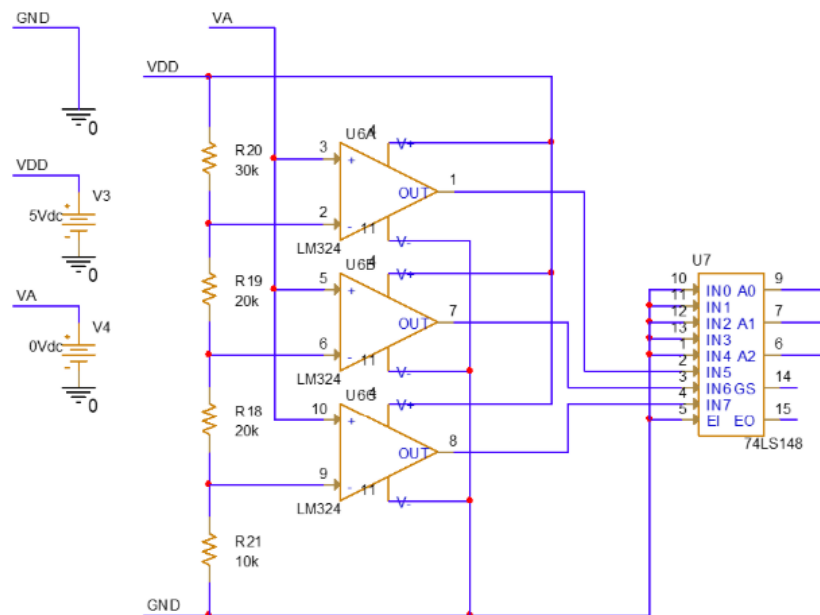 GND
VA
VDD
0
U6A
4
V+
3
+
R20
30k
OUT
1
2
-
11
V-
LM324
VDD
V3
5Vdc
+
-
0
U6B
4
V+
5
+
R19
20k
OUT
7
6
-
11
V-
LM324
VA
V4
0Vdc
+
-
0
U6C
4
V+
10
+
R18
20k
OUT
8
9
-
11
V-
LM324
R21
10k
GND
U7
10 IN0 A0 9
11 IN1
12 IN2 A1 7
13 IN3
1 IN4 A2 6
2 IN5
3 IN6 GS 14
4 IN7
5 EI EO 15
74LS148